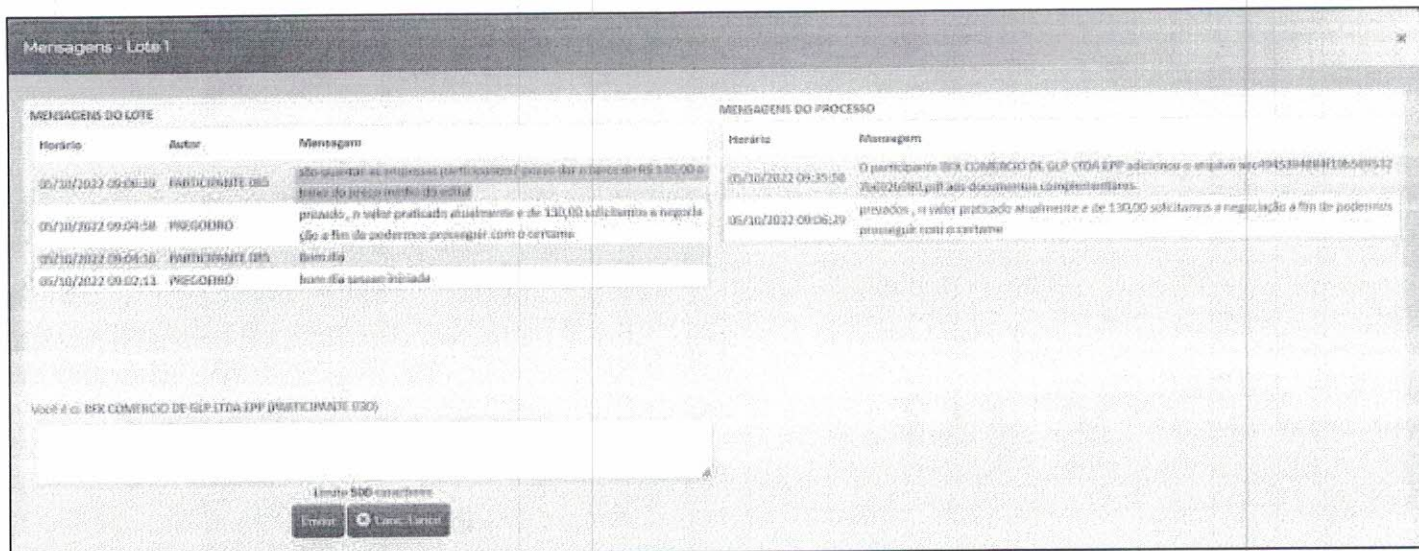 Mensagens - Lote 1
MENSAGENS DO LOTE
Horário Autor Mensagem
05/10/2022 09:06:39 PARTICIPANTE 085 são quantas as empresas participantes? posso dar o lance de R$ 135,00 o
lance do preço médio do edital
05/10/2022 09:04:58 PREGOEIRO prezado , o valor praticado atualmente e de 130,00 solicitamos a negocia
ção a fim de podermos prosseguir com o certame
05/10/2022 PARTICIPANTE 085 Bom dia
05/10/2022 09:02:13 PREGOEIRO bom dia sessao iniciada
MENSAGENS DO PROCESSO
Horário Mensagem
05/10/2022 09:35:58 O participante BEK COMERCIO DE GLP LTDA EPP adicionou o arquivo
aos documentos complementares.
05/10/2022 09:06:29 prezados , o valor praticado atualmente e de 130,00 solicitamos a negociação a fim de podermos
prosseguir com o certame
Você é o: BEK COMERCIO DE GLP LTDA EPP (PARTICIPANTE 030)
Limite 500 caracteres
Enviar